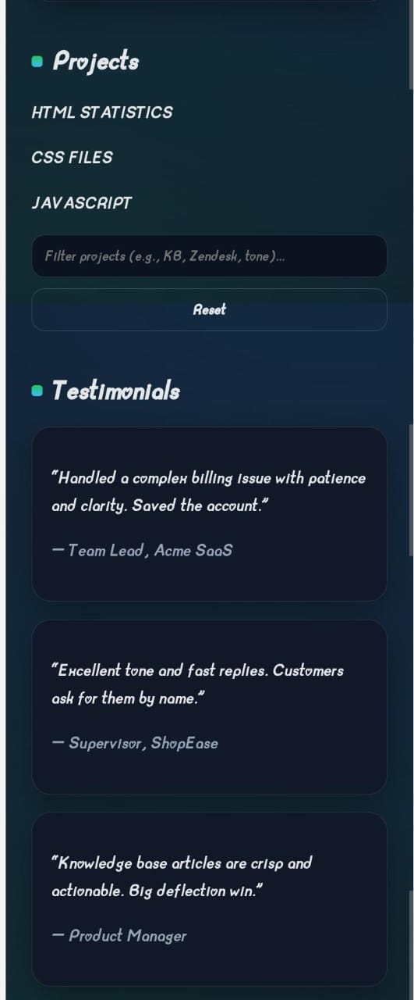 Projects
HTML STATISTICS
CSS FILES
JAVASCRIPT
Filter projects (e.g., KB, Zendesk, tone)...
Reset
Testimonials
“Handled a complex billing issue with patience
and clarity. Saved the account.”
— Team Lead, Acme SaaS
“Excellent tone and fast replies. Customers
ask for them by name.”
— Supervisor, ShopEase
“Knowledge base articles are crisp and
actionable. Big deflection win.”
— Product Manager